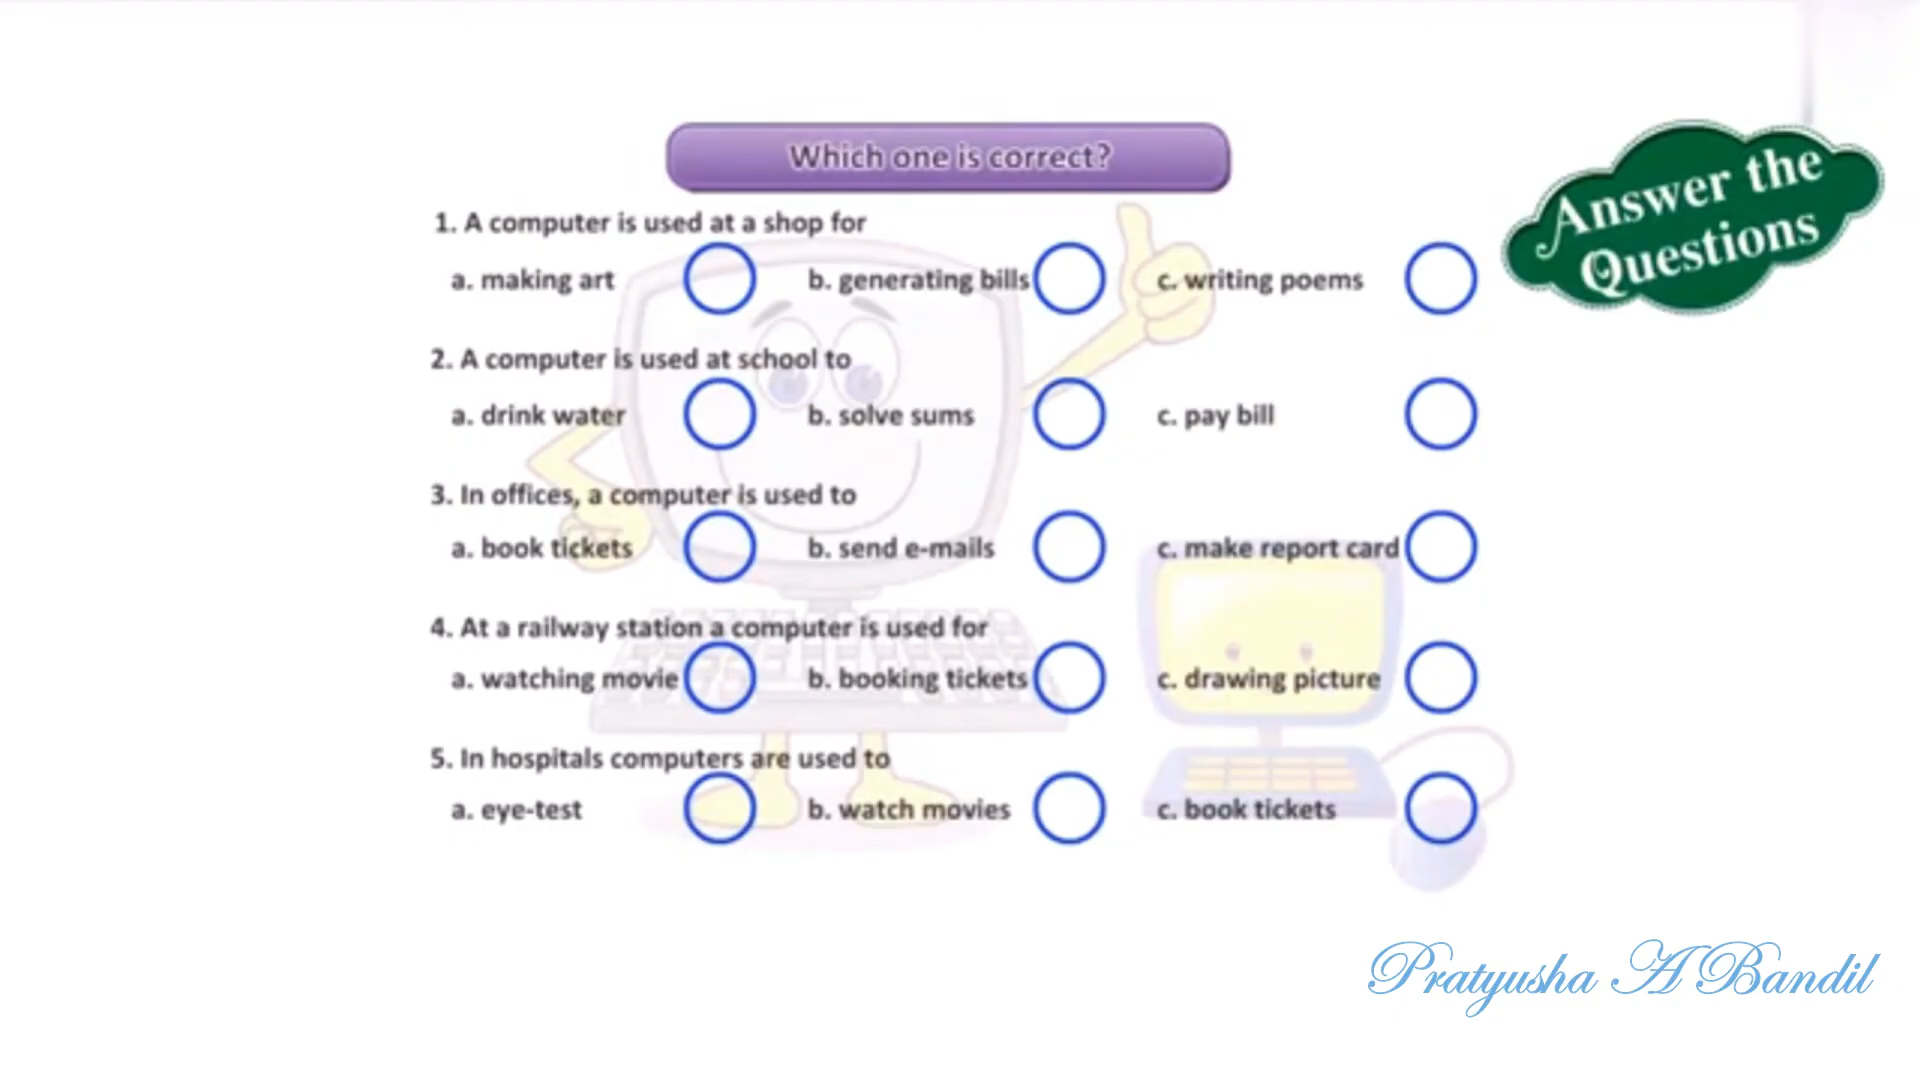 Which one is correct?
Answer the
Questions
1. A computer is used at a shop for
a. making art b. generating bills c. writing poems
2. A computer is used at school to
a. drink water b. solve sums c. pay bill
3. In offices, a computer is used to
a. book tickets b. send e-mails c. make report card
4. At a railway station a computer is used for
a. watching movie b. booking tickets c. drawing picture
5. In hospitals computers are used to
a. eye-test b. watch movies c. book tickets
Pratyusha A Bandil